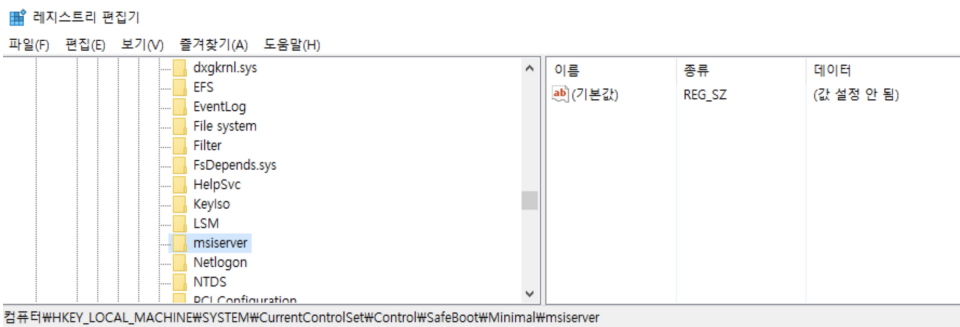 레지스트리 편집기
파일(F) 편집(E) 보기(V) 즐겨찾기(A) 도움말(H)
dxgkrnl.sys
EFS
EventLog
File system
Filter
FsDepends.sys
HelpSvc
KeyIso
LSM
msiserver
Netlogon
NTDS
PCI Configuration
이름 종류 데이터
ab (기본값) REG_SZ (값 설정 안 됨)
컴퓨터₩HKEY_LOCAL_MACHINE₩SYSTEM₩CurrentControlSet₩Control₩SafeBoot₩Minimal₩msiserver